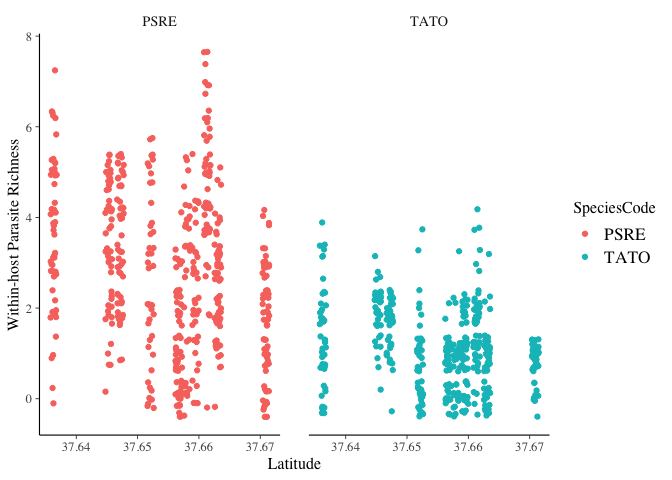 PSRE TATO
8
6
4
2
0
Within-host Parasite Richness
37.64 37.65 37.66 37.67 37.64 37.65 37.66 37.67
Latitude
SpeciesCode
PSRE
TATO